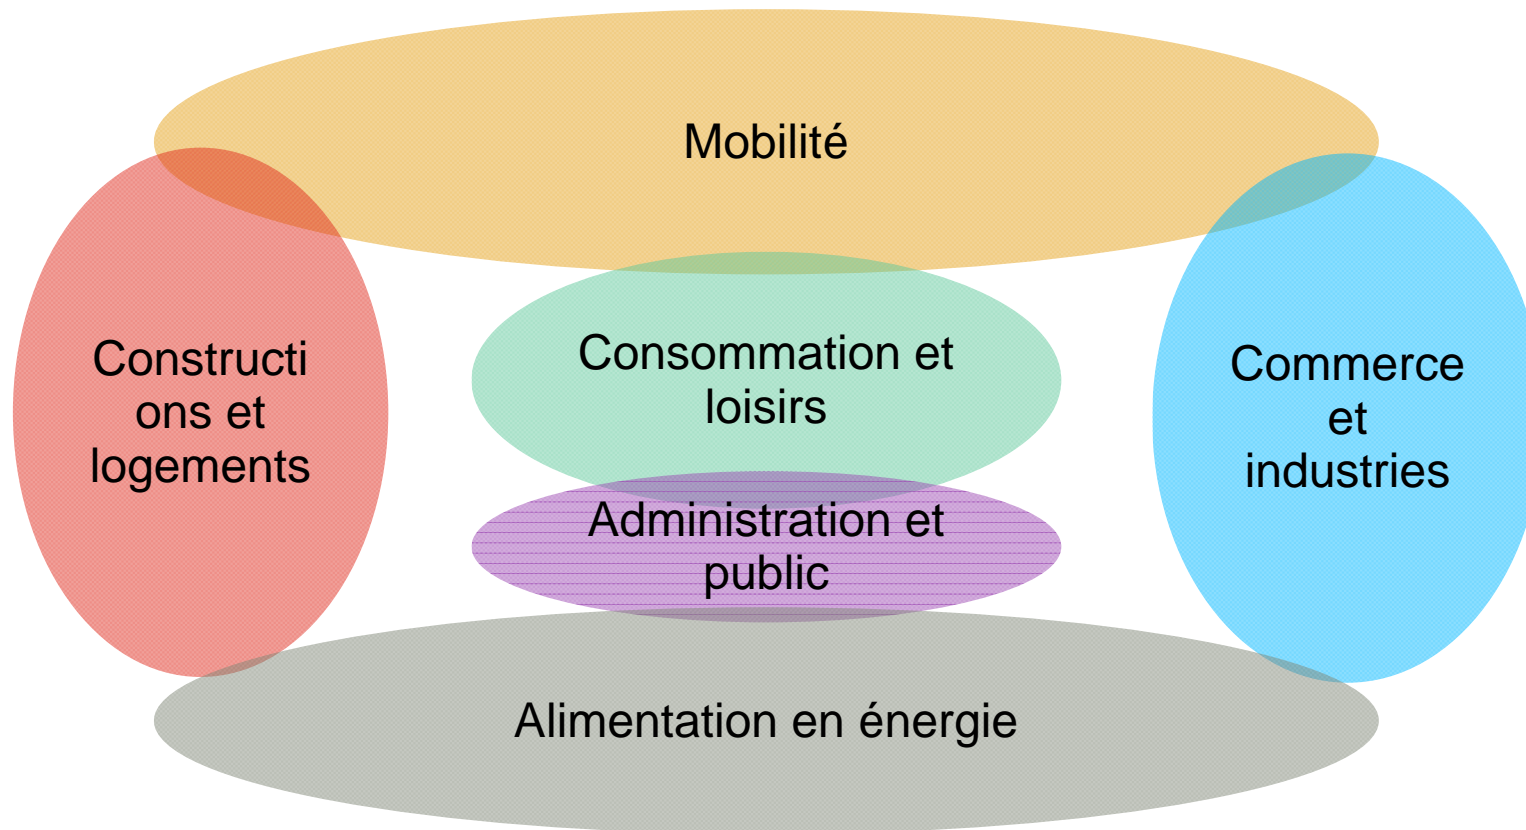 Mobilité
Constructi
ons et
logements
Consommation et
loisirs
Commerce
et
industries
Administration et
public
Alimentation en énergie